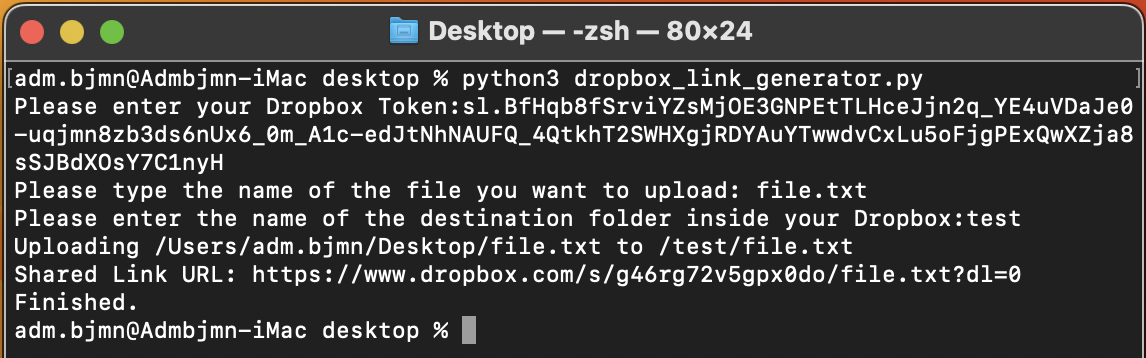 Desktop — -zsh — 80×24
[adm.bjmn@Admbjmn-iMac desktop % python3 dropbox_link_generator.py ]
Please enter your Dropbox Token:sl.BfHqb8fSrviYZsMjOE3GNPEtTLHceJjn2q_YE4uVDaJe0
-uqjmn8zb3ds6nUx6_0m_A1c-edJtNhNAUFQ_4QtkhT2SWHXgjRDYAuYTwwdvCxLu5oFjgPExQwXZja8
sSJBdXOsY7C1nyH
Please type the name of the file you want to upload: file.txt
Please enter the name of the destination folder inside your Dropbox:test
Uploading /Users/adm.bjmn/Desktop/file.txt to /test/file.txt
Shared Link URL: https://www.dropbox.com/s/g46rg72v5gpx0do/file.txt?dl=0
Finished.
adm.bjmn@Admbjmn-iMac desktop %